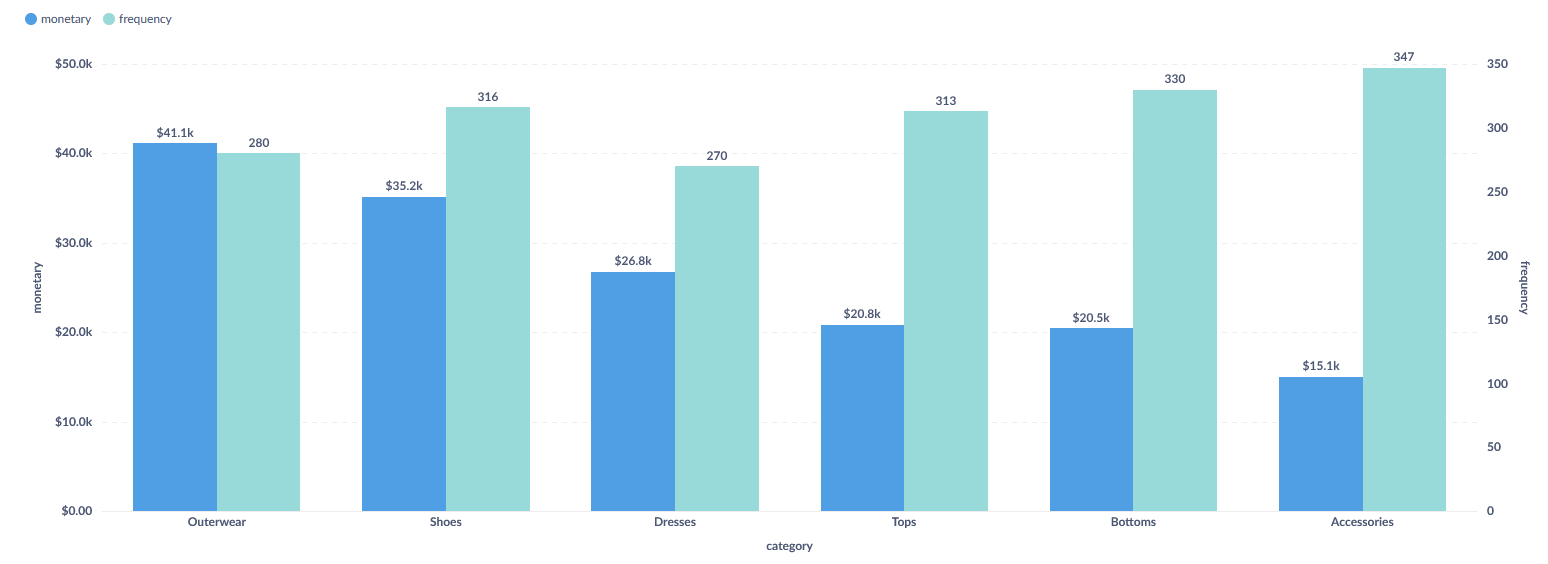 monetary frequency
$50.0k
$40.0k
$30.0k
$20.0k
$10.0k
$0.00
monetary
350
300
250
200
150
100
50
0
frequency
$41.1k
280
$35.2k
316
$26.8k
270
$20.8k
313
$20.5k
330
$15.1k
347
Outerwear Shoes Dresses Tops Bottoms Accessories
category